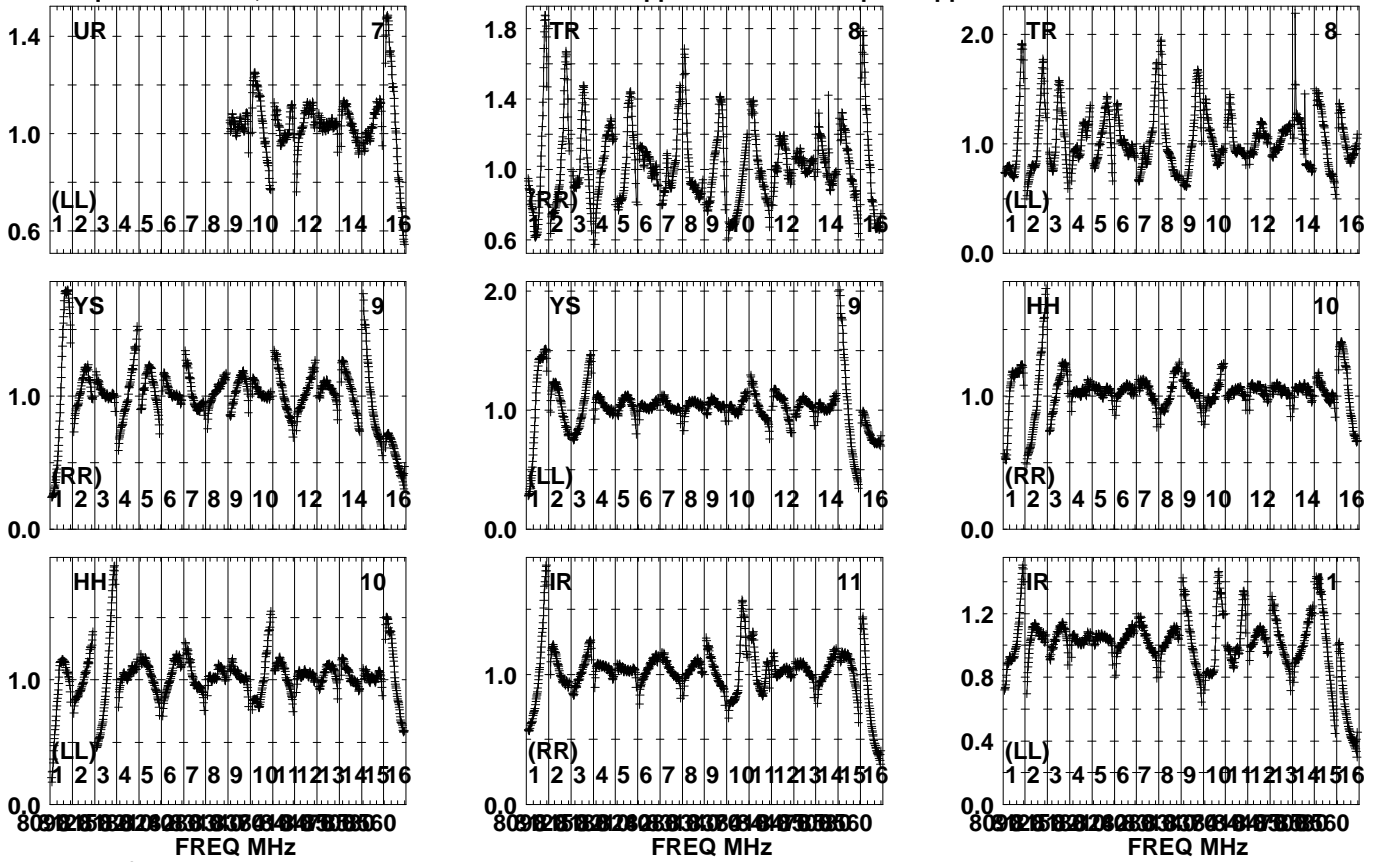 UR 7
1.4
1.0
0.6
(LL)
1 2 3 4 5 6 7 8 9 10 12 14 16
TR 8
1.8
1.4
1.0
0.6
(RR)
1 2 3 4 5 6 7 8 9 10 12 14 16
TR 8
2.0
1.0
0.0
(LL)
1 2 3 4 5 6 7 8 9 10 12 14 16
YS 9
1.0
0.0
(RR)
1 2 3 4 5 6 7 8 9 10 12 14 16
YS 9
2.0
1.0
0.0
(LL)
1 2 3 4 5 6 7 8 9 10 12 14 16
HH 10
1.0
0.0
(RR)
1 2 3 4 5 6 7 8 9 10 12 14 16
HH 10
1.0
0.0
(LL)
1 2 3 4 5 6 7 8 9 10 11 12 13 14 15 16
FREQ MHz
IR 11
1.0
0.0
(RR)
1 2 3 4 5 6 7 8 9 10 11 12 13 14 15 16
FREQ MHz
IR 11
1.2
0.8
0.4
0.0
(LL)
1 2 3 4 5 6 7 8 9 10 11 12 13 14 15 16
FREQ MHz